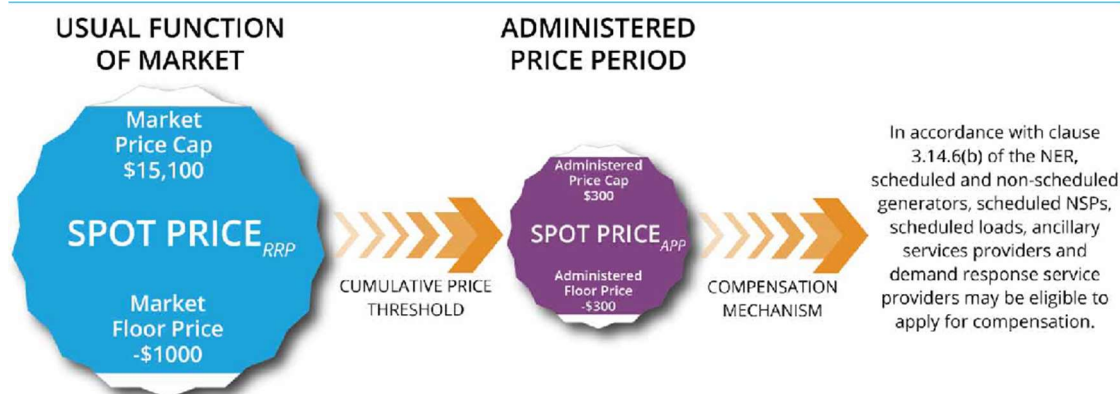 USUAL FUNCTION
OF MARKET
Market
Price Cap
$15,100
SPOT PRICE RRP
Market
Floor Price
-$1000
CUMULATIVE PRICE
THRESHOLD
ADMINISTERED
PRICE PERIOD
Administered
Price Cap
$300
SPOT PRICE APP
Administered
Floor Price
-$300
COMPENSATION
MECHANISM
In accordance with clause
3.14.6(b) of the NER,
scheduled and non-scheduled
generators, scheduled NSPs,
scheduled loads, ancillary
services providers and
demand response service
providers may be eligible to
apply for compensation.